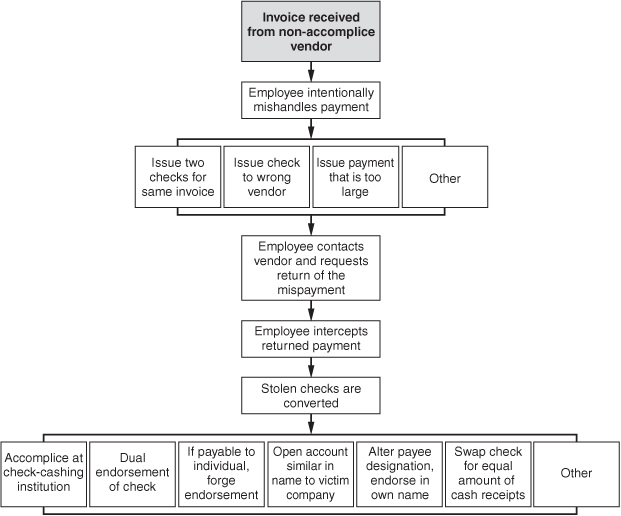 Invoice received
from non-accomplice
vendor
Employee intentionally
mishandles payment
Issue two
checks for
same invoice
Issue check
to wrong
vendor
Issue payment
that is too
large
Other
Employee contacts
vendor and requests
return of the
mispayment
Employee intercepts
returned payment
Stolen checks are
converted
Accomplice at
check-cashing
institution
Dual
endorsement
of check
If payable to
individual,
forge
endorsement
Open account
similar in
name to victim
company
Alter payee
designation,
endorse in
own name
Swap check
for equal
amount of
cash receipts
Other